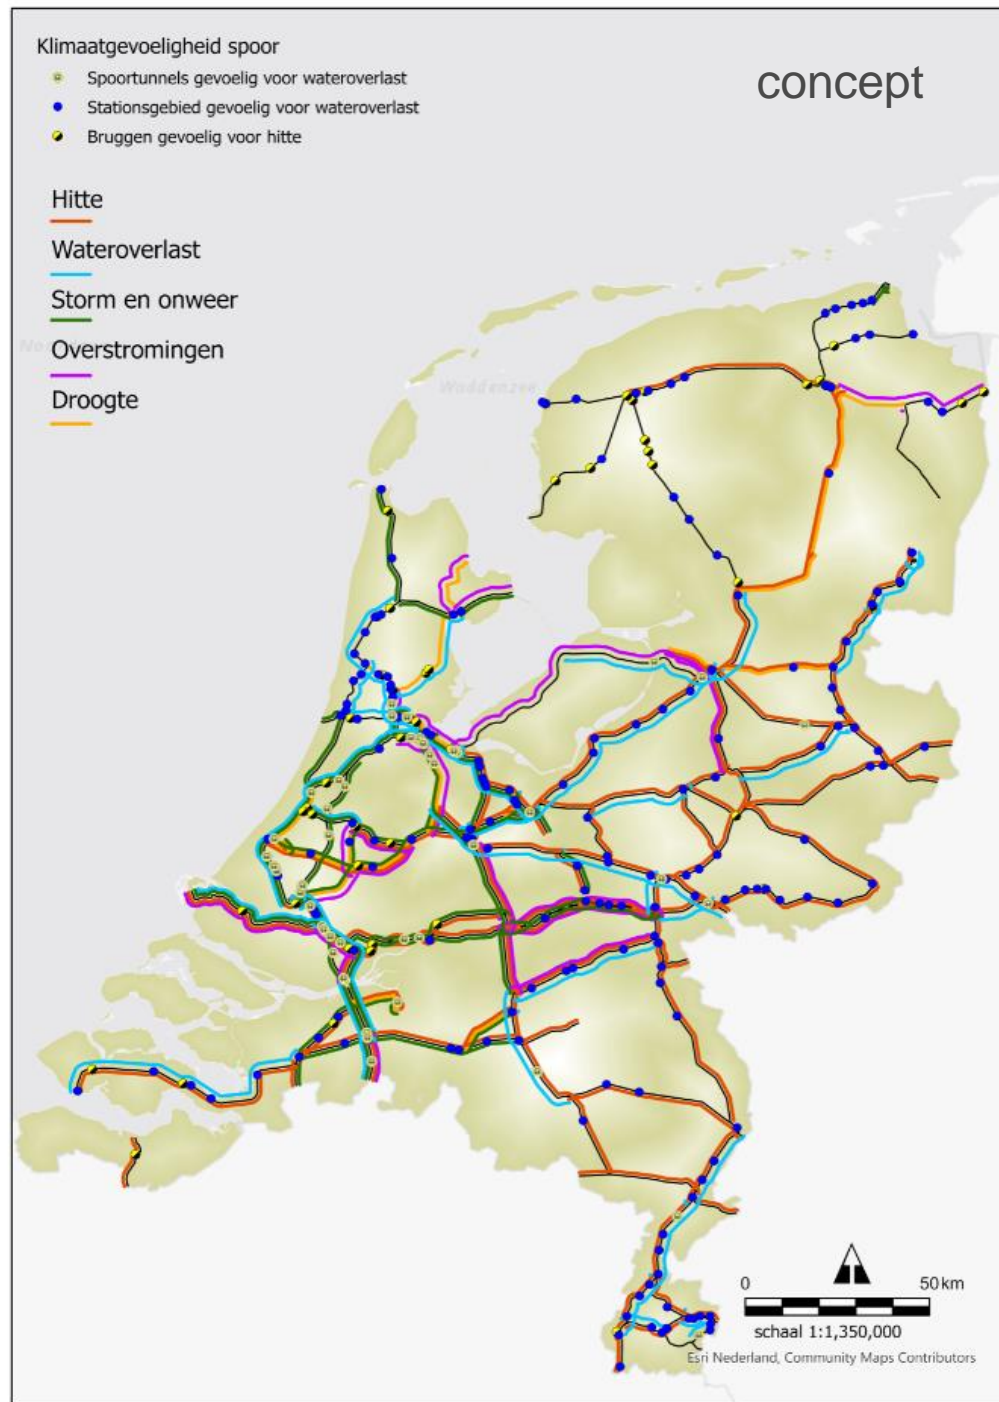 Klimaatgevoeligheid spoor
Spoortunnels gevoelig voor wateroverlast
Stationsgebied gevoelig voor wateroverlast
Bruggen gevoelig voor hitte
concept
Hitte
Wateroverlast
Storm en onweer
Overstromingen
Droogte
Waddenzee
0 50 km
schaal 1:1,350,000
Esri Nederland, Community Maps Contributors